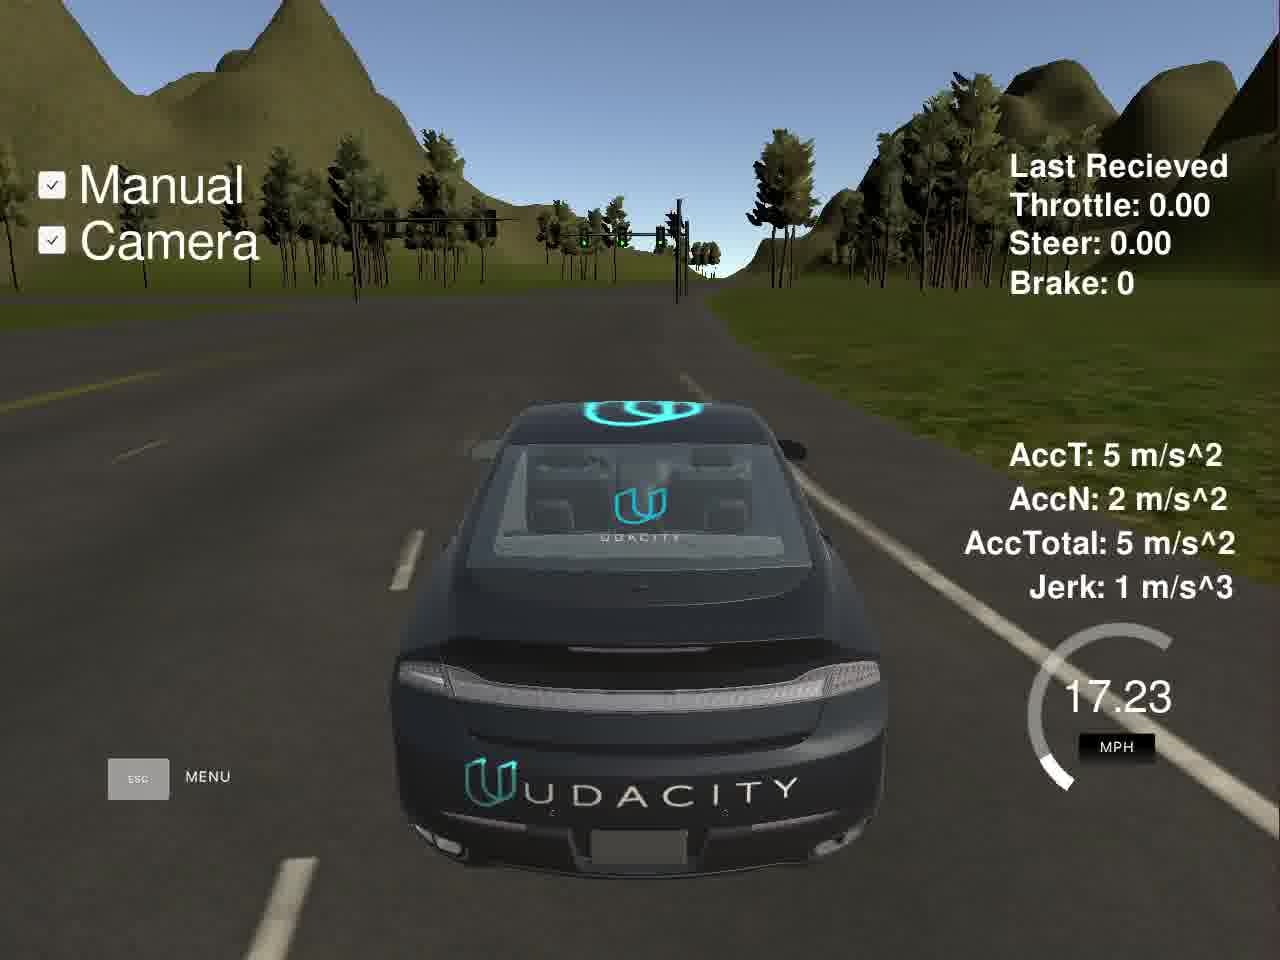 Manual
Camera
Last Recieved
Throttle: 0.00
Steer: 0.00
Brake: 0
AccT: 5 m/s^2
AccN: 2 m/s^2
AccTotal: 5 m/s^2
Jerk: 1 m/s^3
17.23
MPH
ESC
MENU
UDACITY
UDACITY